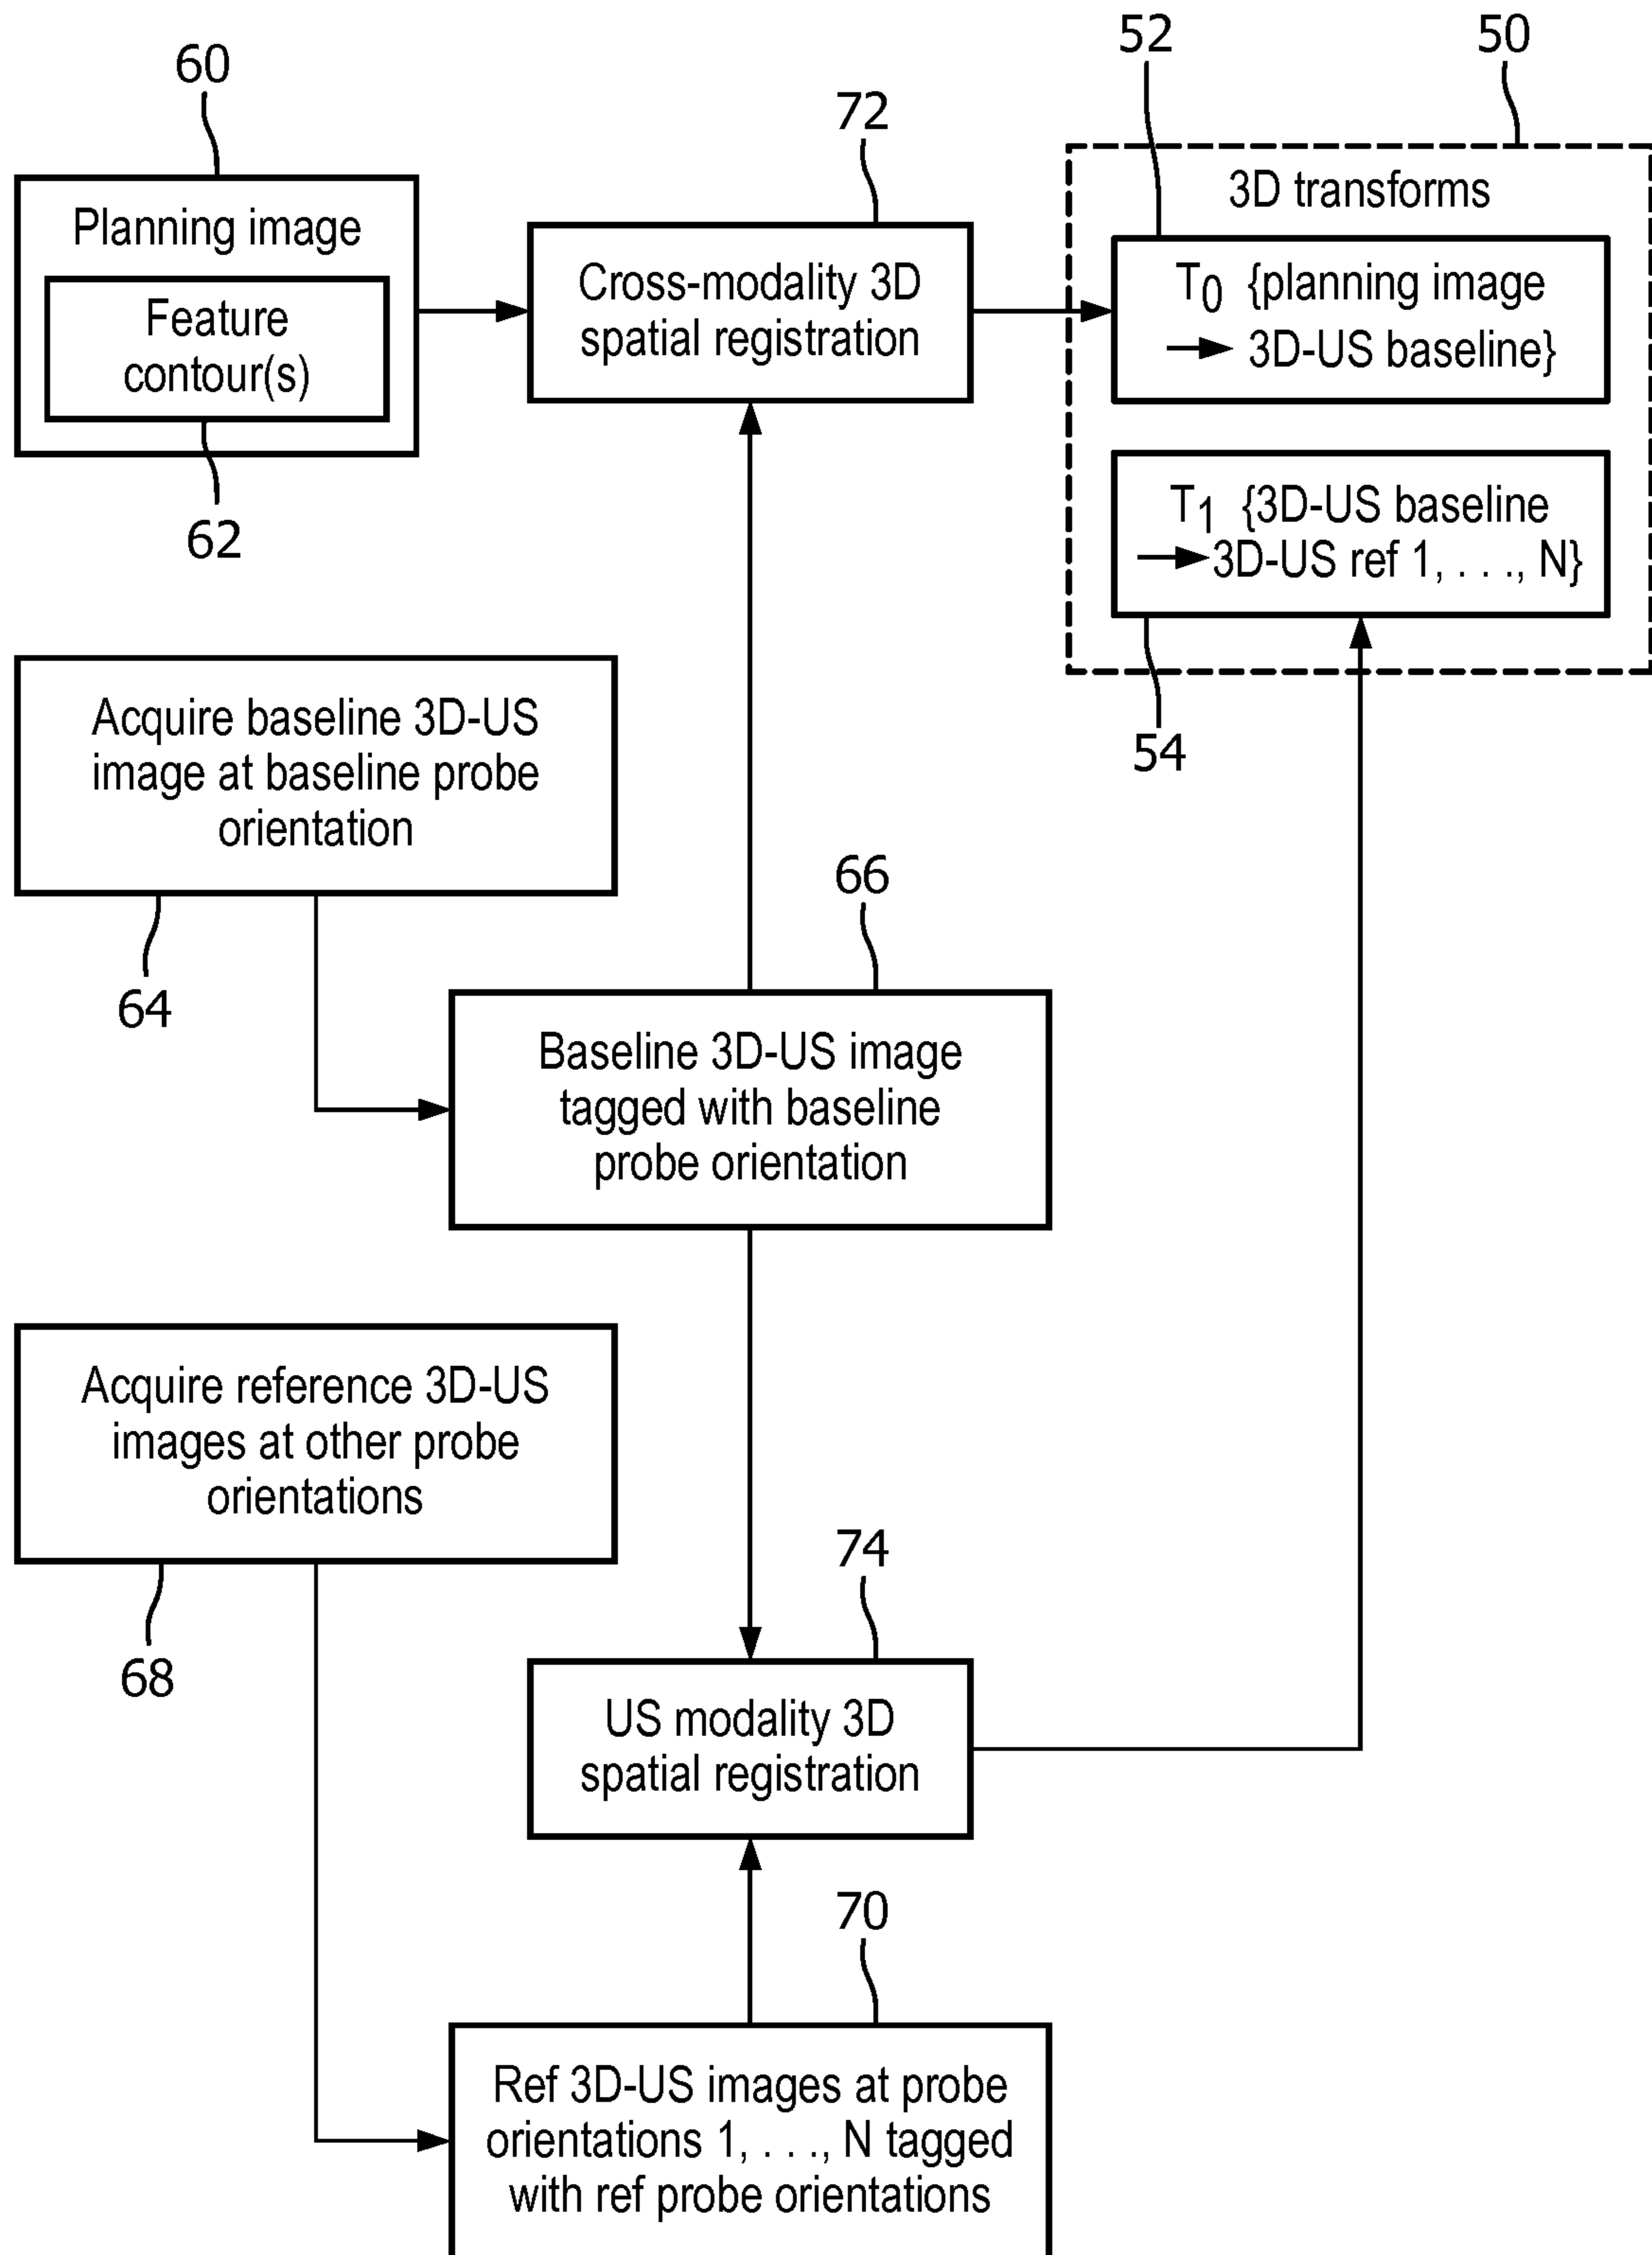 52
50
60
72
3D transforms
Planning image
Feature
contour(s)
62
Cross-modality 3D
spatial registration
T0 {planning image
→ 3D-US baseline}
T1 {3D-US baseline
→ 3D-US ref 1, . . ., N}
54
Acquire baseline 3D-US
image at baseline probe
orientation
64
66
Baseline 3D-US image
tagged with baseline
probe orientation
Acquire reference 3D-US
images at other probe
orientations
68
74
US modality 3D
spatial registration
70
Ref 3D-US images at probe
orientations 1, . . ., N tagged
with ref probe orientations